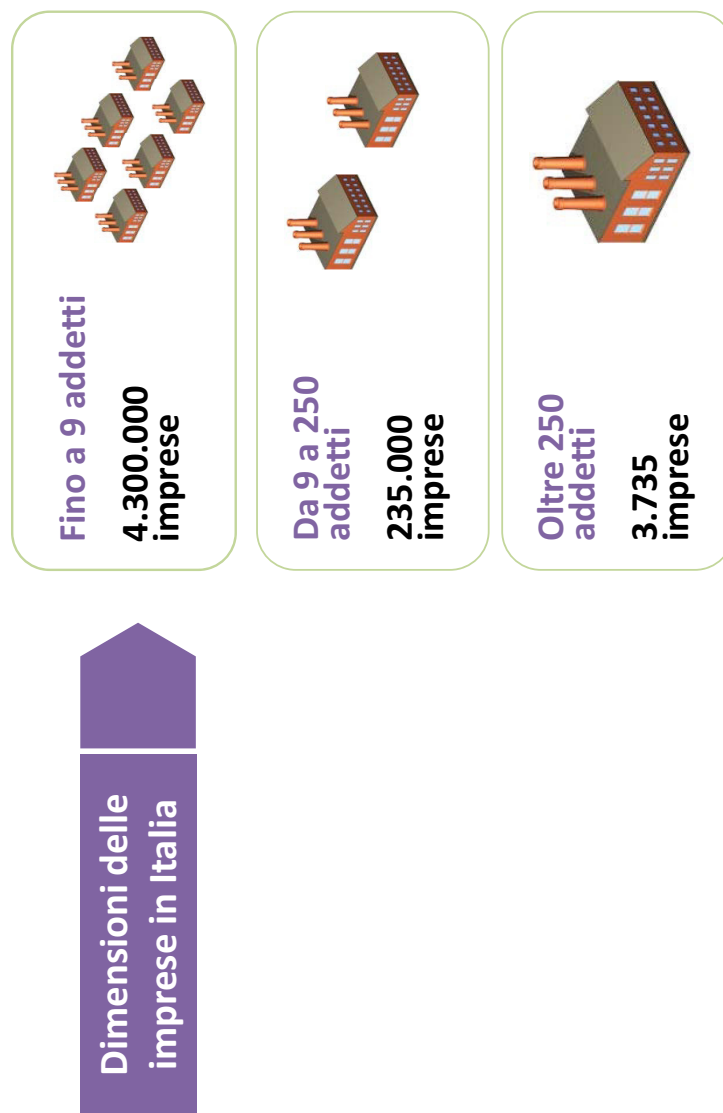 Dimensioni delle
imprese in Italia
Fino a 9 addetti
4.300.000
imprese
Da 9 a 250
addetti
235.000
imprese
Oltre 250
addetti
3.735
imprese